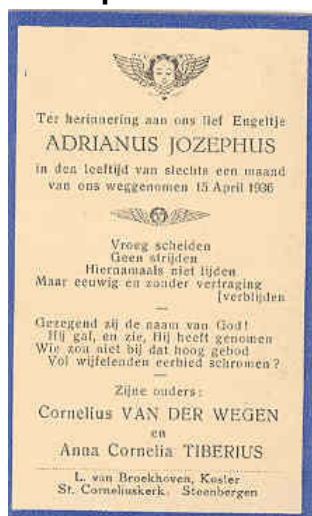 Ter herinnering aan ons lief Engeltje
ADRIANUS JOZEPHUS
in den leeftijd van slechts een maand
van ons weggenomen 15 April 1936
Vroeg scheiden
Geen strijden
Hiernamaals niet lijden
Maar eeuwig en zonder vertraging
[verblijden
Gezegend zij de naam van God!
Hij gaf, en zie, Hij heeft genomen
Wie zou niet bij dat hoog gebod
Vol wijfelenden eerbied schromen?
Zijne ouders:
Cornelius VAN DER WEGEN
en
Anna Cornelia TIBERIUS
L. van Broekhoven, Koster
St. Corneliuskerk, Steenbergen